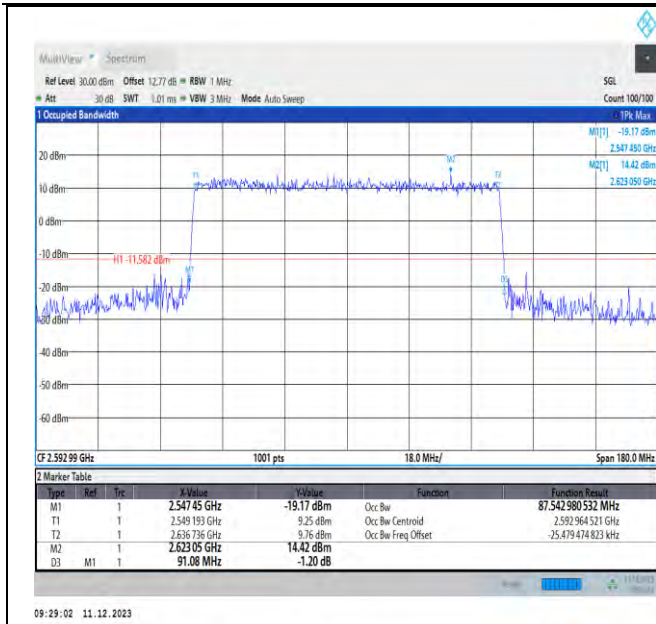 MultiView Spectrum
Ref Level 30.00 dBm Offset 12.77 dB RBW 1 MHz SGL
Att 30 dB SWT 1.01 ms VBW 3 MHz Mode Auto Sweep Count 100/100
1 Occupied Bandwidth 1Pk Max
M1[1] -19.17 dBm
2.547 450 GHz
M2[1] 14.42 dBm
2.623 050 GHz
M2
20 dBm
T1 T2
10 dBm
0 dBm
-10 dBm
H1 -11.582 dBm
M1
-20 dBm
-30 dBm
-40 dBm
-50 dBm
-60 dBm
CF 2.592 99 GHz 1001 pts 18.0 MHz/ Span 180.0 MHz
2 Marker Table
Type Ref Trc X-Value Y-Value Function Function Result
M1 1 2.547 45 GHz -19.17 dBm Occ Bw 87.542 980 532 MHz
T1 1 2.549 193 GHz 9.25 dBm Occ Bw Centroid 2.592 964 521 GHz
T2 1 2.636 736 GHz 9.76 dBm Occ Bw Freq Offset -25.479 474 823 kHz
M2 1 2.623 05 GHz 14.42 dBm
D3 M1 1 91.08 MHz -1.20 dB
09:29:02 11.12.2023